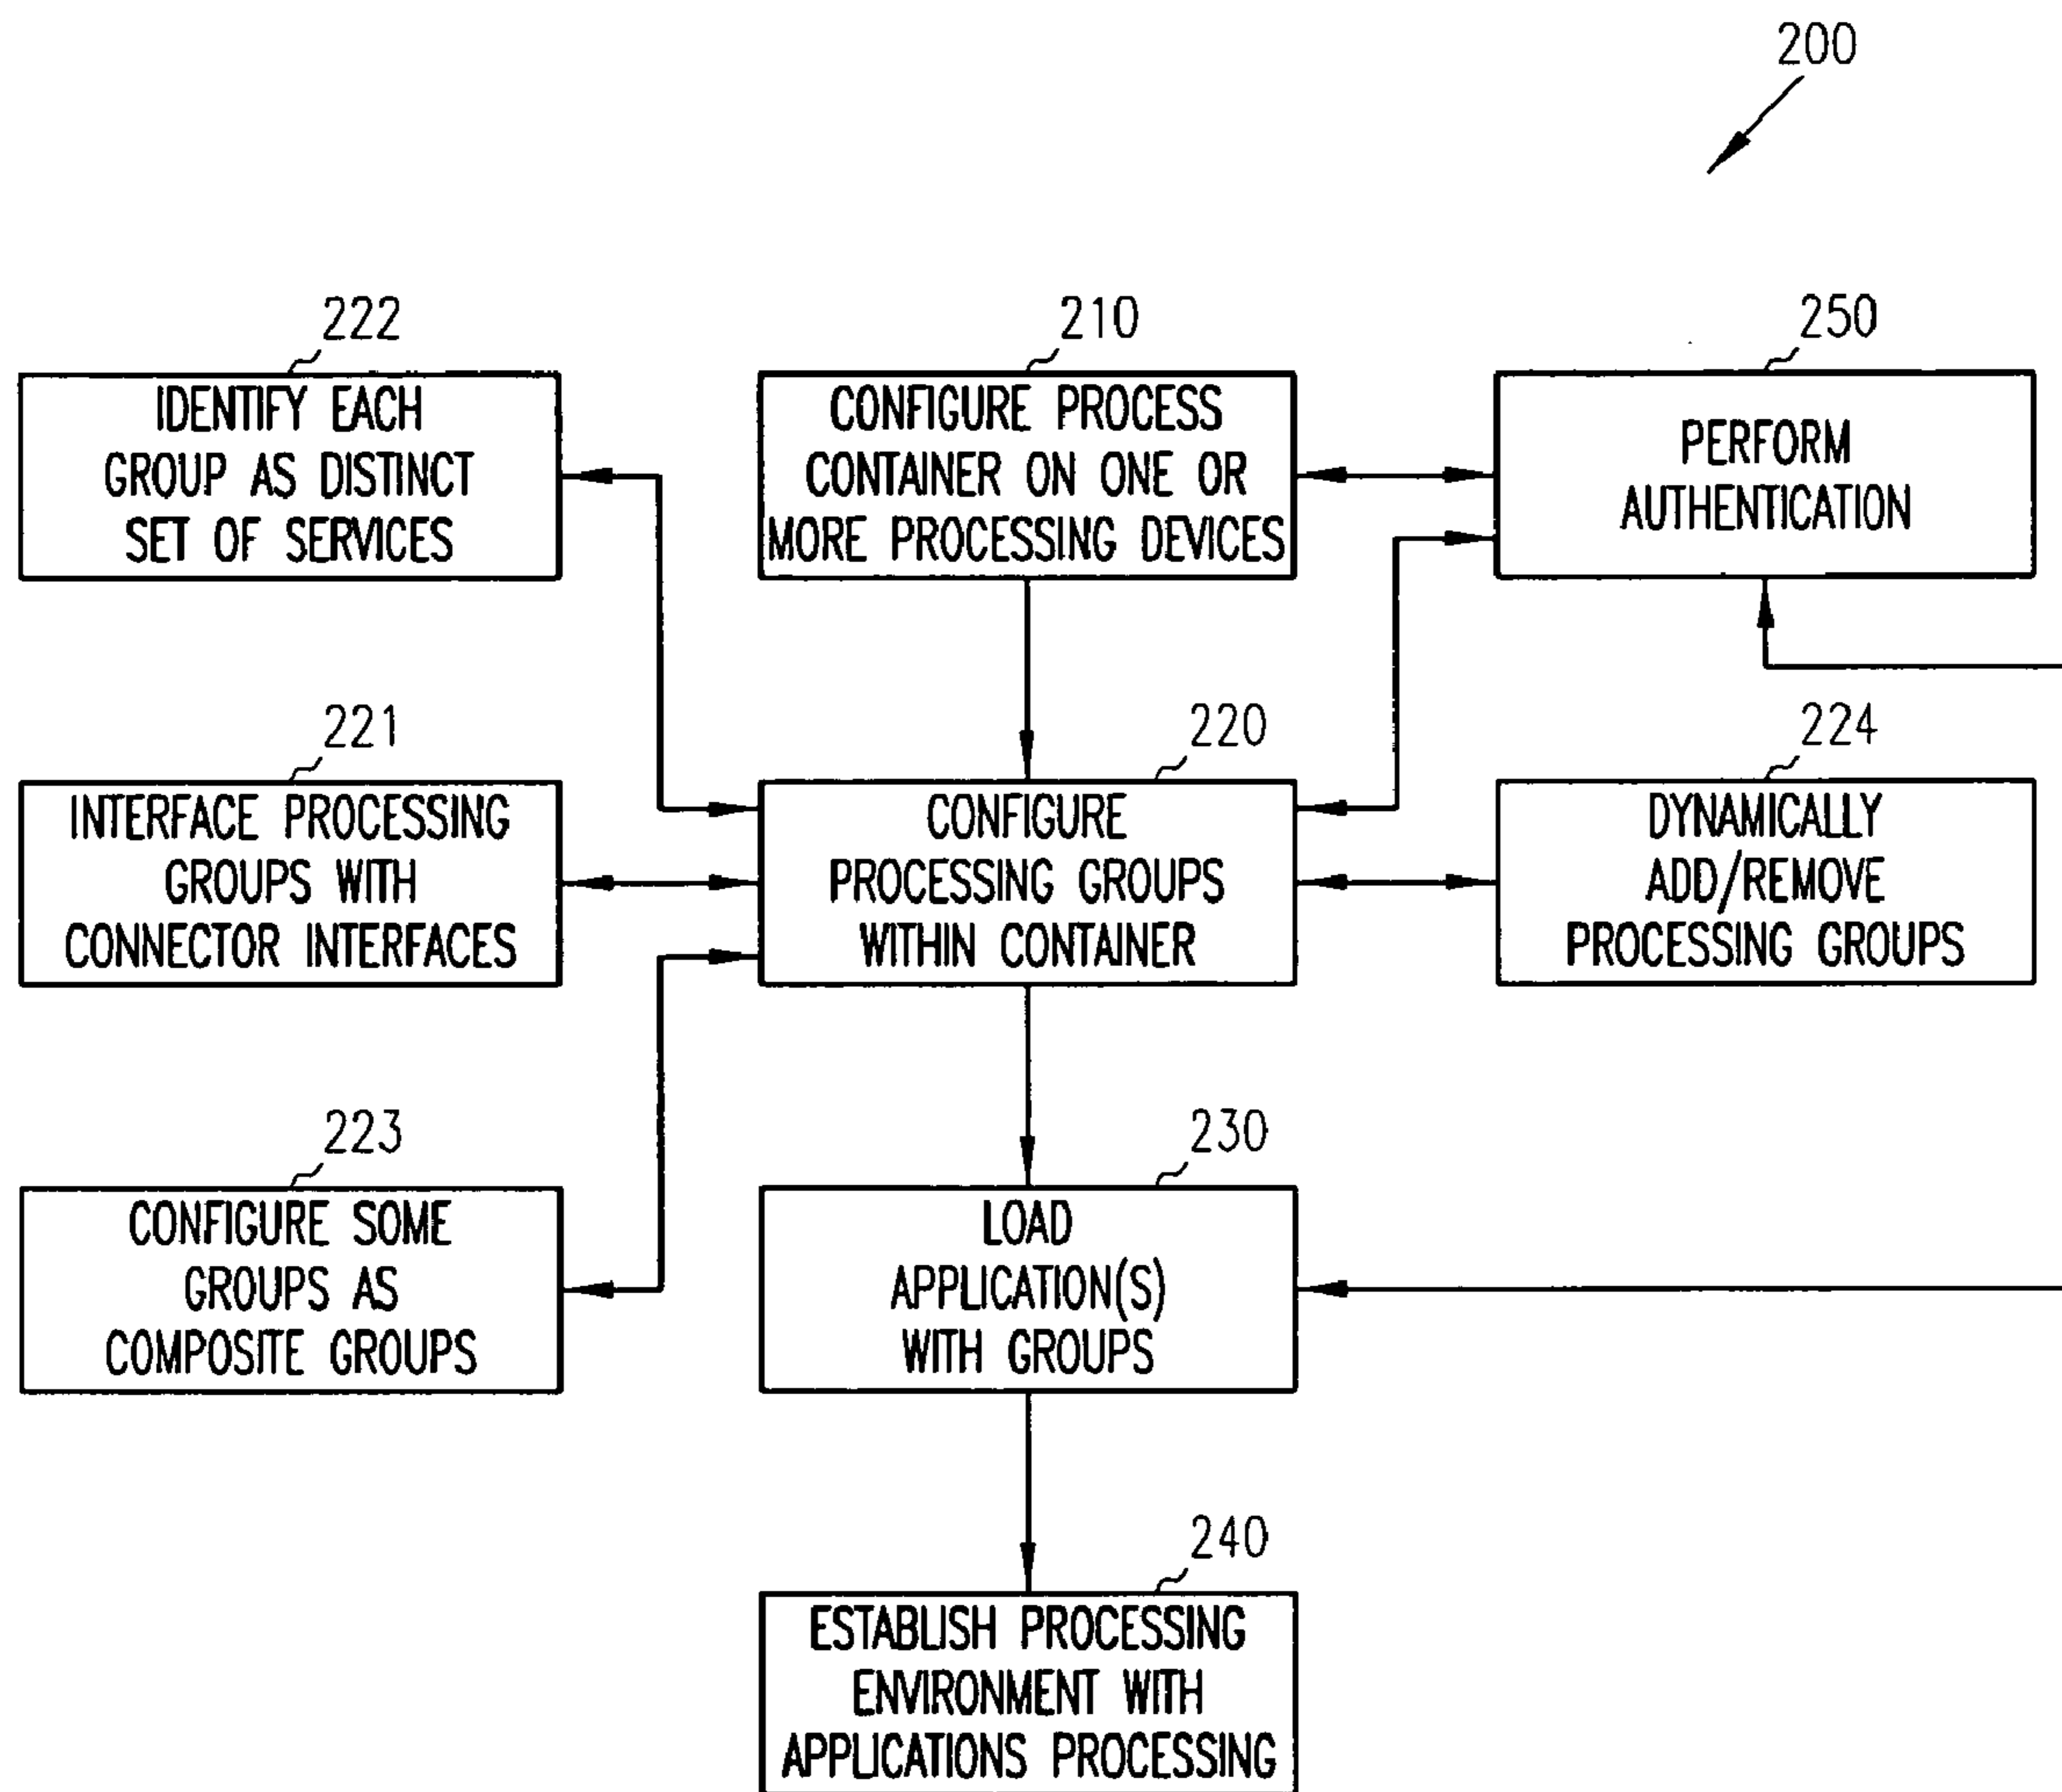 200
222
IDENTIFY EACH
GROUP AS DISTINCT
SET OF SERVICES
210
CONFIGURE PROCESS
CONTAINER ON ONE OR
MORE PROCESSING DEVICES
250
PERFORM
AUTHENTICATION
221
INTERFACE PROCESSING
GROUPS WITH
CONNECTOR INTERFACES
220
CONFIGURE
PROCESSING GROUPS
WITHIN CONTAINER
224
DYNAMICALLY
ADD/REMOVE
PROCESSING GROUPS
223
CONFIGURE SOME
GROUPS AS
COMPOSITE GROUPS
230
LOAD
APPLICATION(S)
WITH GROUPS
240
ESTABLISH PROCESSING
ENVIRONMENT WITH
APPLICATIONS PROCESSING